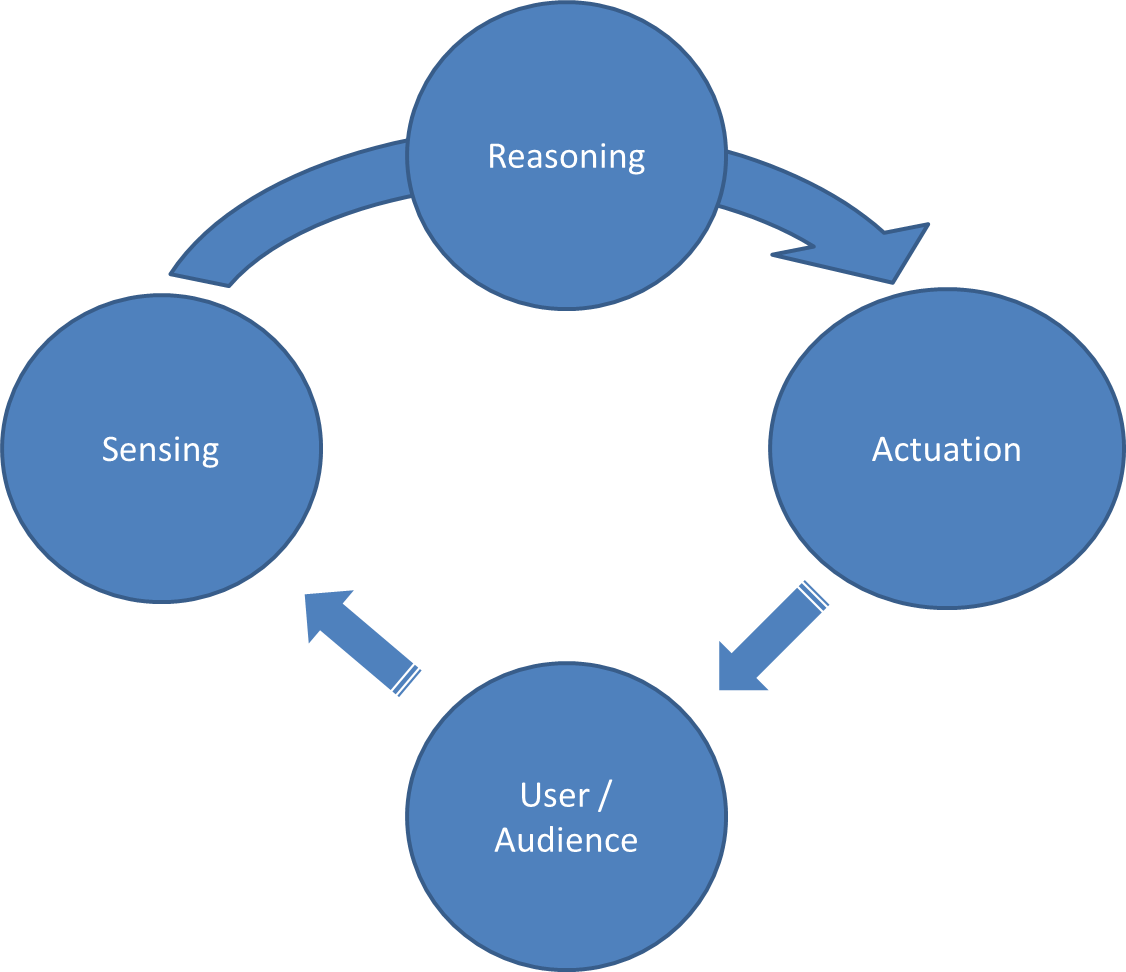 Reasoning
Sensing
Actuation
User /
Audience